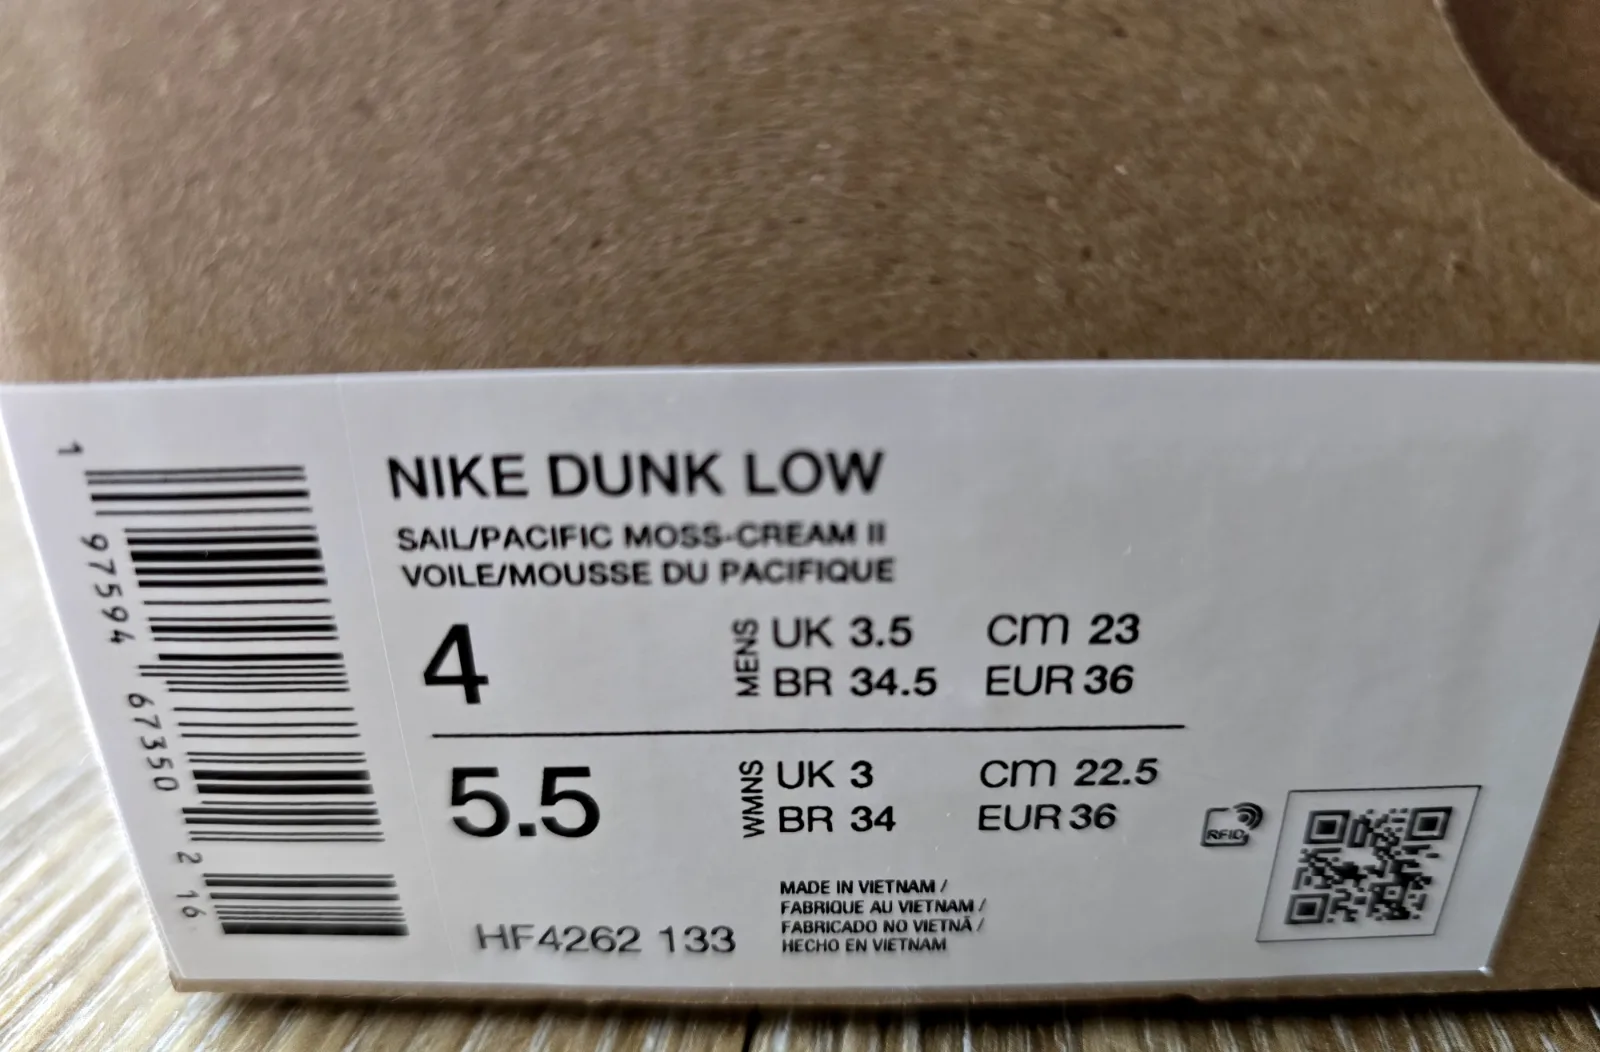 NIKE DUNK LOW
SAIL/PACIFIC MOSS-CREAM II
VOILE/MOUSSE DU PACIFIQUE
4
MENS
UK 3.5 CM 23
BR 34.5 EUR 36
5.5
WMNS
UK 3 CM 22.5
BR 34 EUR 36
RFID
HF4262 133
MADE IN VIETNAM /
FABRIQUE AU VIETNAM /
FABRICADO NO VIETNÃ /
HECHO EN VIETNAM
1 97594 67350 2 16